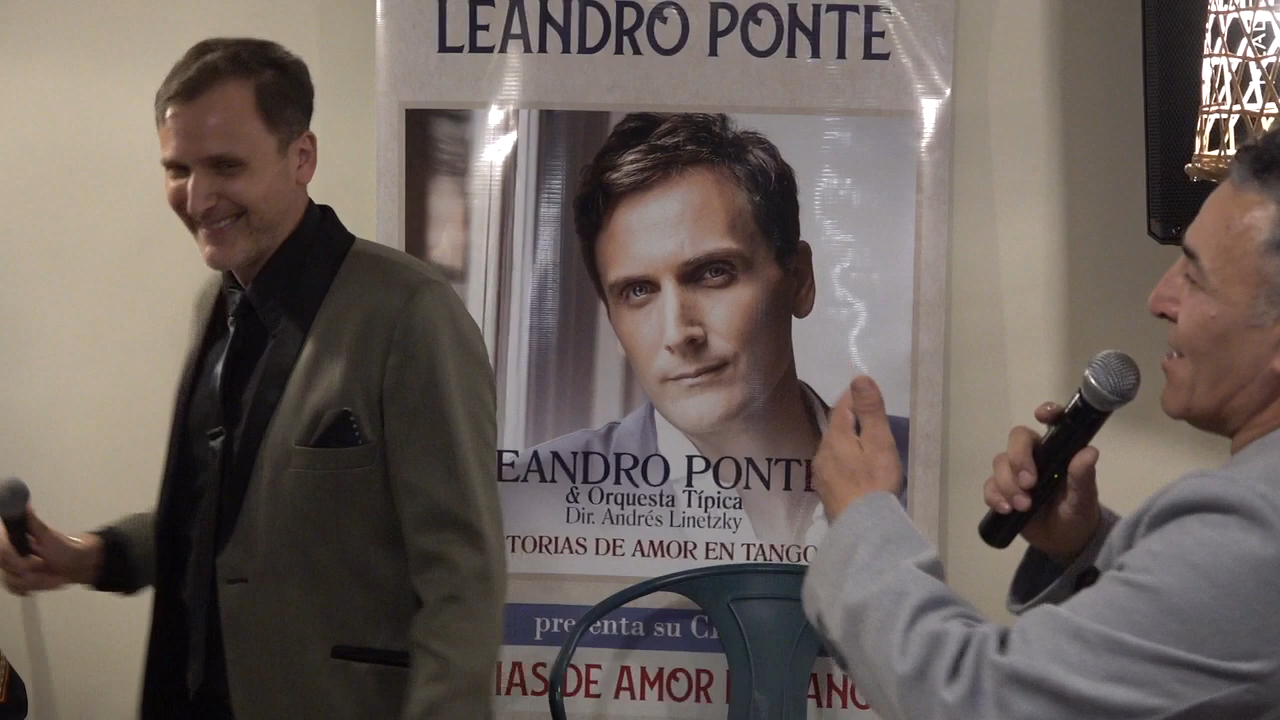 LEANDRO PONTE
EANDRO PONTE
& Orquesta Típica
Dir. Andrés Linetzky
TORIAS DE AMOR EN TANGO
presenta su
IAS DE AMOR